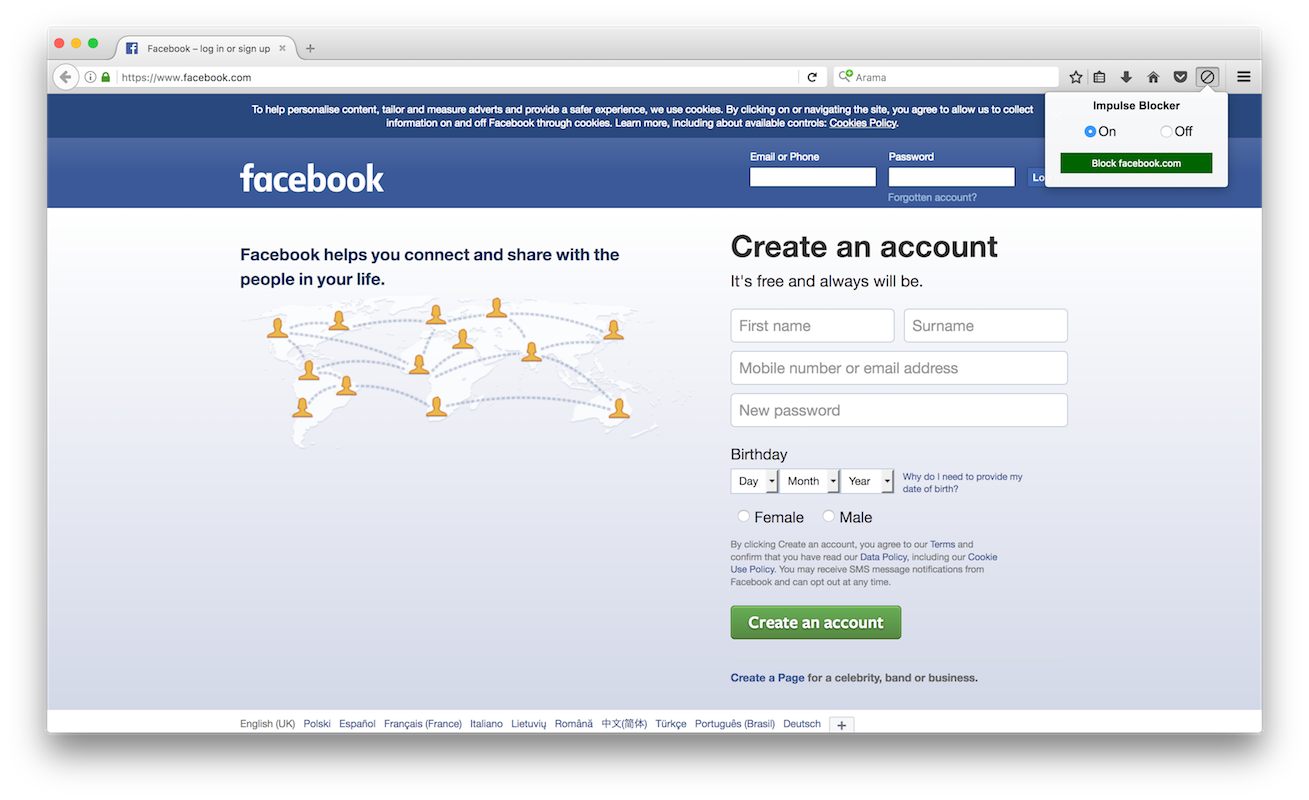 Facebook – log in or sign up
https://www.facebook.com
Arama
Impulse Blocker
On Off
Block facebook.com
To help personalise content, tailor and measure adverts and provide a safer experience, we use cookies. By clicking on or navigating the site, you agree to allow us to collect
information on and off Facebook through cookies. Learn more, including about available controls: Cookies Policy.
facebook
Email or Phone
Password
Lo
Forgotten account?
Facebook helps you connect and share with the
people in your life.
Create an account
It's free and always will be.
First name
Surname
Mobile number or email address
New password
Birthday
Day Month Year
Why do I need to provide my
date of birth?
Female Male
By clicking Create an account, you agree to our Terms and
confirm that you have read our Data Policy, including our Cookie
Use Policy. You may receive SMS message notifications from
Facebook and can opt out at any time.
Create an account
Create a Page for a celebrity, band or business.
English (UK) Polski Español Français (France) Italiano Lietuvių Română 中文(简体) Türkçe Português (Brasil) Deutsch